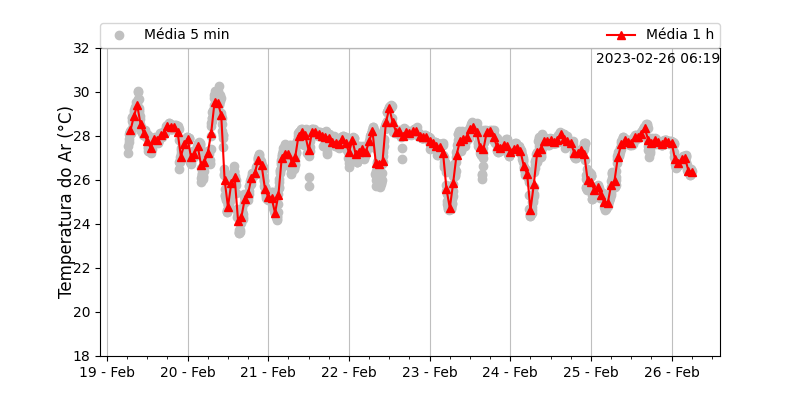 Média 5 min
Média 1 h
2023-02-26 06:19
Temperatura do Ar (°C)
32
30
28
26
24
22
20
18
19 - Feb
20 - Feb
21 - Feb
22 - Feb
23 - Feb
24 - Feb
25 - Feb
26 - Feb